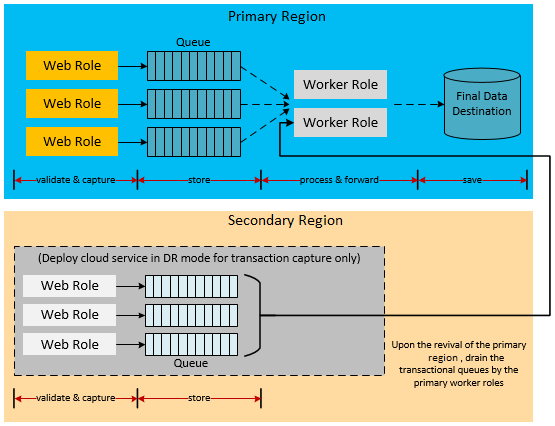 Primary Region
Queue
Web Role
Web Role
Web Role
Worker Role
Worker Role
Final Data
Destination
validate & capture
store
process & forward
save
Secondary Region
(Deploy cloud service in DR mode for transaction capture only)
Web Role
Web Role
Web Role
Queue
Upon the revival of the primary
region , drain the
transactional queues by the
primary worker roles
validate & capture
store